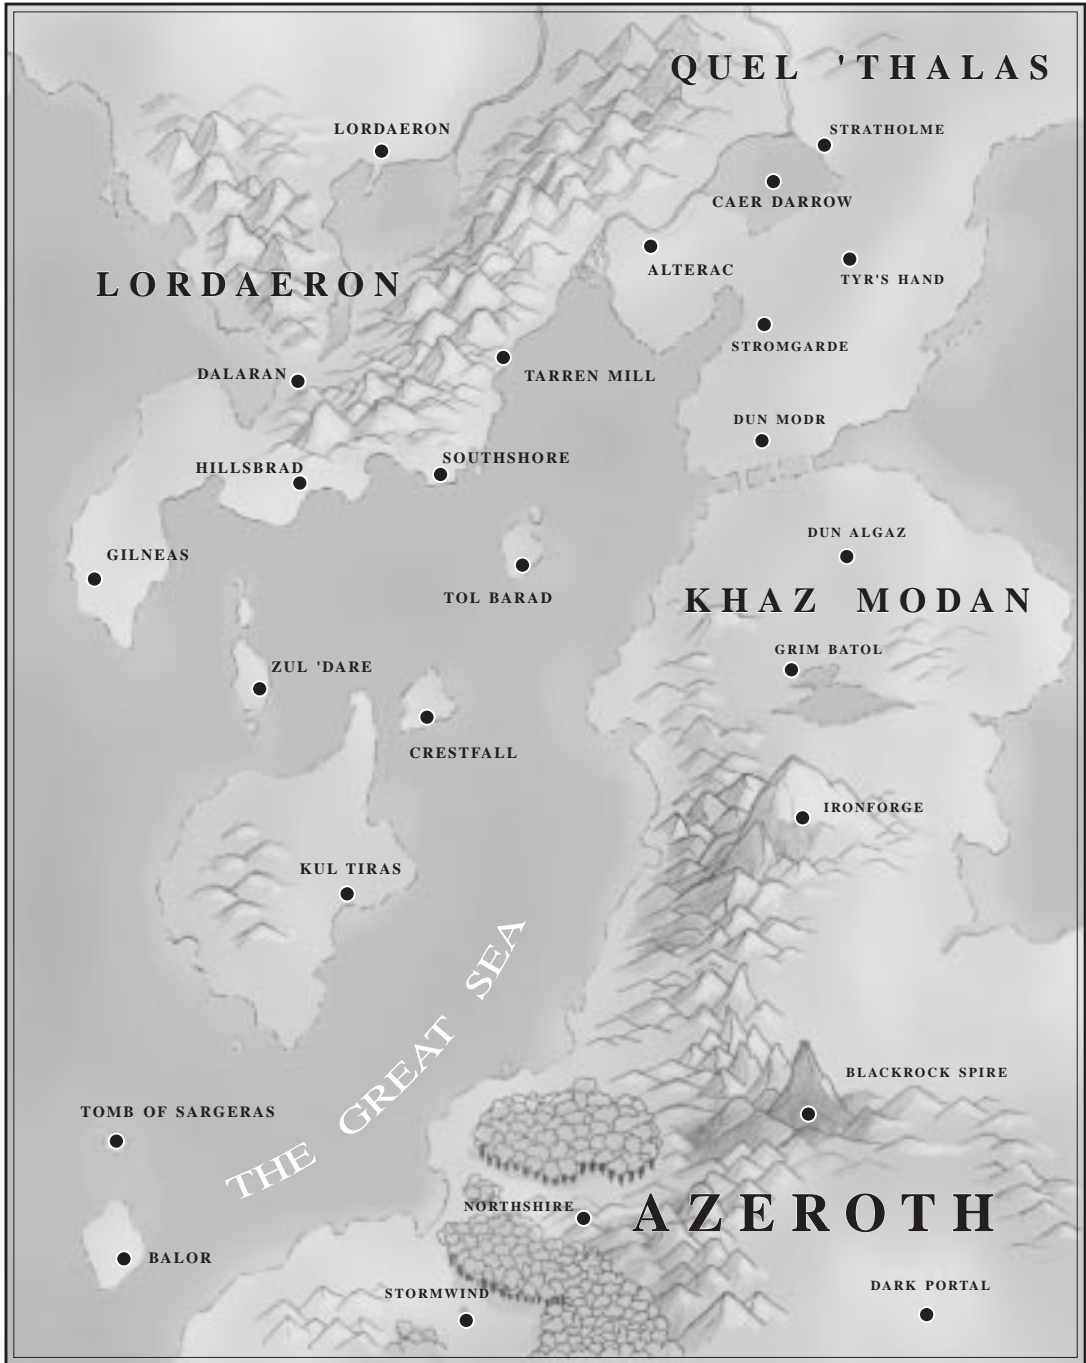 QUEL 'THALAS
LORDAERON
STRATHOLME
CAER DARROW
ALTERAC
TYR'S HAND
LORDAERON
STROMGARDE
DALARAN
TARREN MILL
DUN MODR
SOUTHSHORE
HILLSBRAD
DUN ALGAZ
GILNEAS
TOL BARAD
KHAZ MODAN
GRIM BATOL
ZUL 'DARE
CRESTFALL
IRONFORGE
KUL TIRAS
THE GREAT SEA
BLACKROCK SPIRE
TOMB OF SARGERAS
NORTHSHIRE
AZEROTH
BALOR
DARK PORTAL
STORMWIND